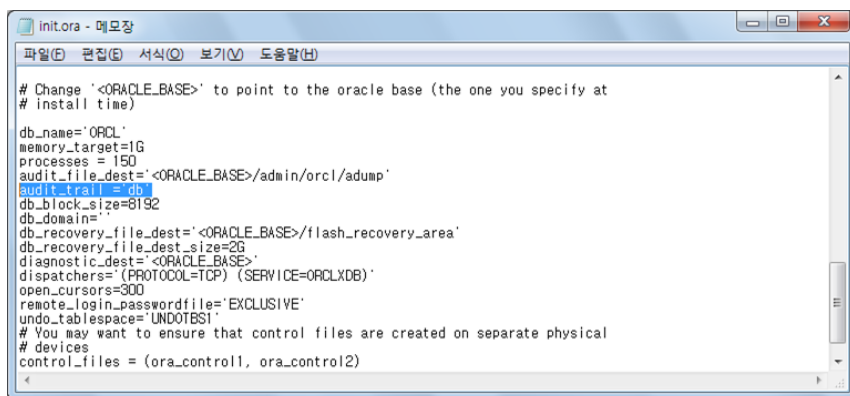 init.ora - 메모장
파일(F) 편집(E) 서식(O) 보기(V) 도움말(H)
# Change '<ORACLE_BASE>' to point to the oracle base (the one you specify at
# install time)
db_name='ORCL'
memory_target=1G
processes = 150
audit_file_dest='<ORACLE_BASE>/admin/orcl/adump'
audit_trail ='db'
db_block_size=8192
db_domain=''
db_recovery_file_dest='<ORACLE_BASE>/flash_recovery_area'
db_recovery_file_dest_size=2G
diagnostic_dest='<ORACLE_BASE>'
dispatchers='(PROTOCOL=TCP) (SERVICE=ORCLXDB)'
open_cursors=300
remote_login_passwordfile='EXCLUSIVE'
undo_tablespace='UNDOTBS1'
# You may want to ensure that control files are created on separate physical
# devices
control_files = (ora_control1, ora_control2)